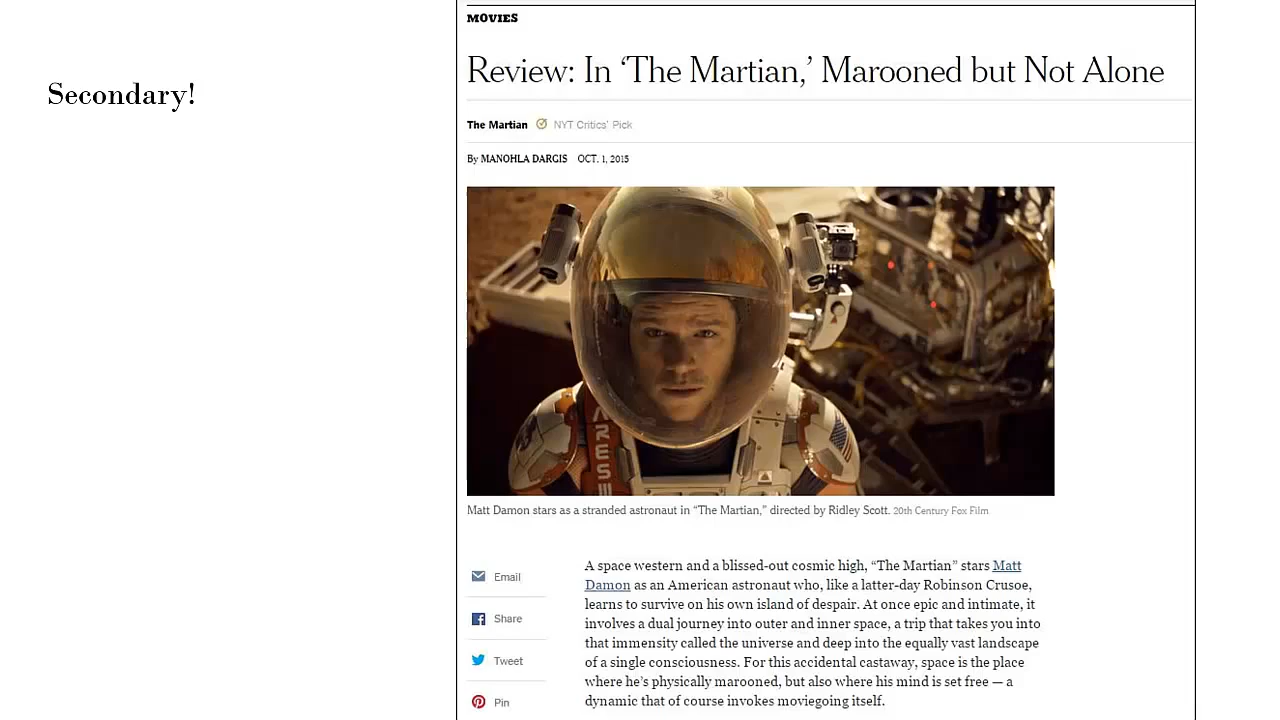 Secondary!
MOVIES
Review: In ‘The Martian,’ Marooned but Not Alone
The Martian NYT Critics’ Pick
By MANOHLA DARGIS OCT. 1, 2015
ARES III
Matt Damon stars as a stranded astronaut in “The Martian,” directed by Ridley Scott. 20th Century Fox Film
Email
Share
Tweet
Pin
A space western and a blissed-out cosmic high, “The Martian” stars Matt
Damon as an American astronaut who, like a latter-day Robinson Crusoe,
learns to survive on his own island of despair. At once epic and intimate, it
involves a dual journey into outer and inner space, a trip that takes you into
that immensity called the universe and deep into the equally vast landscape
of a single consciousness. For this accidental castaway, space is the place
where he’s physically marooned, but also where his mind is set free — a
dynamic that of course invokes moviegoing itself.